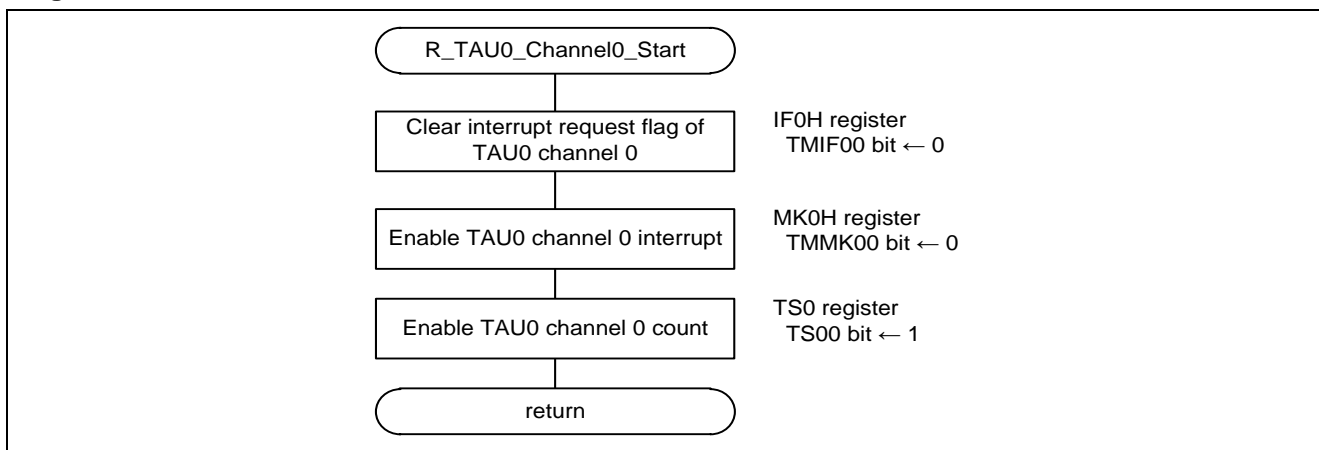 R_TAU0_Channel0_Start
Clear interrupt request flag of
TAU0 channel 0
IF0H register
TMIF00 bit ← 0
Enable TAU0 channel 0 interrupt
MK0H register
TMMK00 bit ← 0
Enable TAU0 channel 0 count
TS0 register
TS00 bit ← 1
return